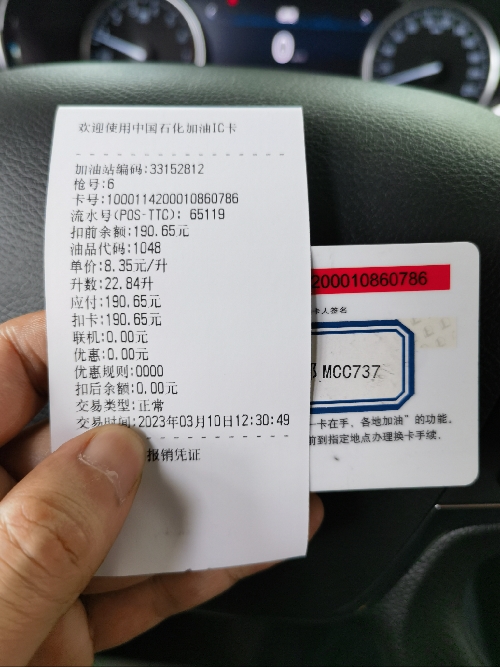 欢迎使用中国石化加油IC卡
加油站编码:33152812
枪号:6
卡号:1000114200010860786
流水号(POS-TTC): 65119
扣前余额:190.65元
油品代码:1048
单价:8.35元/升
升数:22.84升
应付:190.65元
扣卡:190.65元
联机:0.00元
优惠:0.00元
优惠规则:0000
扣后余额:0.00元
交易类型:正常
交易时间:2023年03月10日12:30:49
报销凭证
200010860786
卡人签名
MCC737
一卡在手、各地加油”的功能。
前到指定地点办理换卡手续.